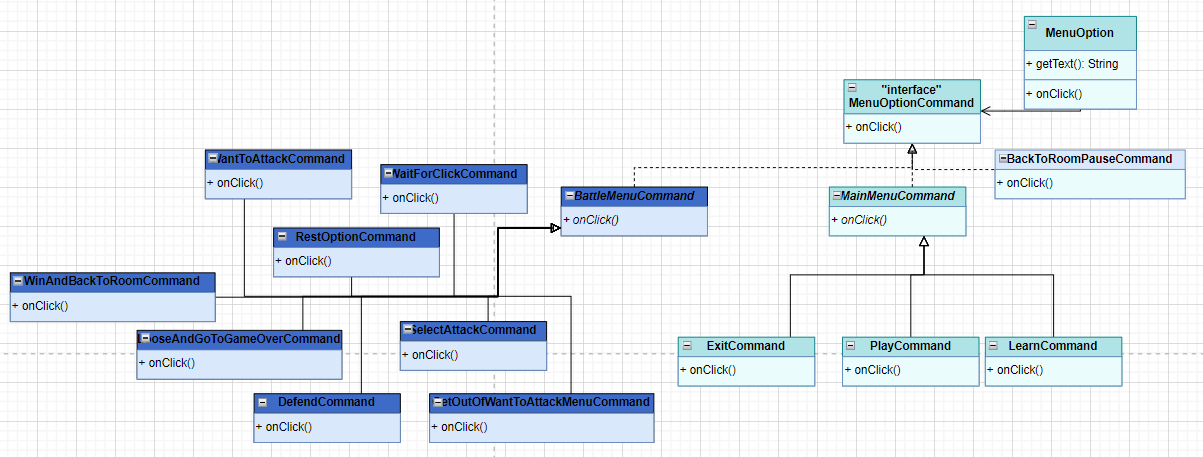 MenuOption
+ getText(): String
+ onClick()
"interface"
MenuOptionCommand
+ onClick()
BackToRoomPauseCommand
+ onClick()
WantToAttackCommand
+ onClick()
WaitForClickCommand
+ onClick()
BattleMenuCommand
+ onClick()
MainMenuCommand
+ onClick()
RestOptionCommand
+ onClick()
WinAndBackToRoomCommand
+ onClick()
LooseAndGoToGameOverCommand
+ onClick()
SelectAttackCommand
+ onClick()
ExitCommand
+ onClick()
PlayCommand
+ onClick()
LearnCommand
+ onClick()
DefendCommand
+ onClick()
GetOutOfWantToAttackMenuCommand
+ onClick()